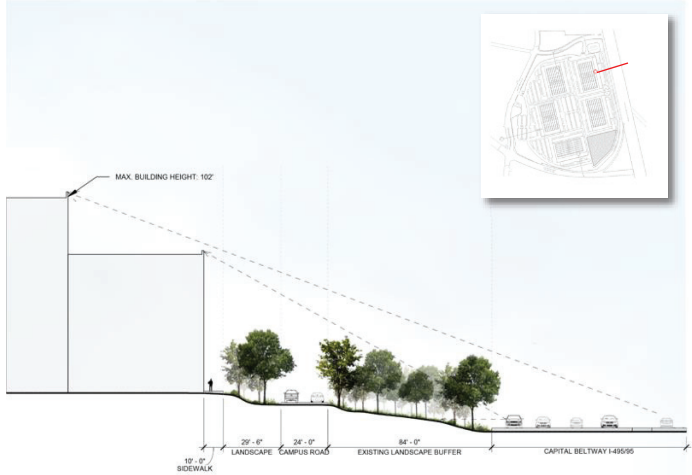 MAX. BUILDING HEIGHT: 102'
29' - 6"
24' - 0"
84' - 0"
LANDSCAPE
CAMPUS ROAD
EXISTING LANDSCAPE BUFFER
CAPITAL BELTWAY I-495/95
10' - 0"
SIDEWALK